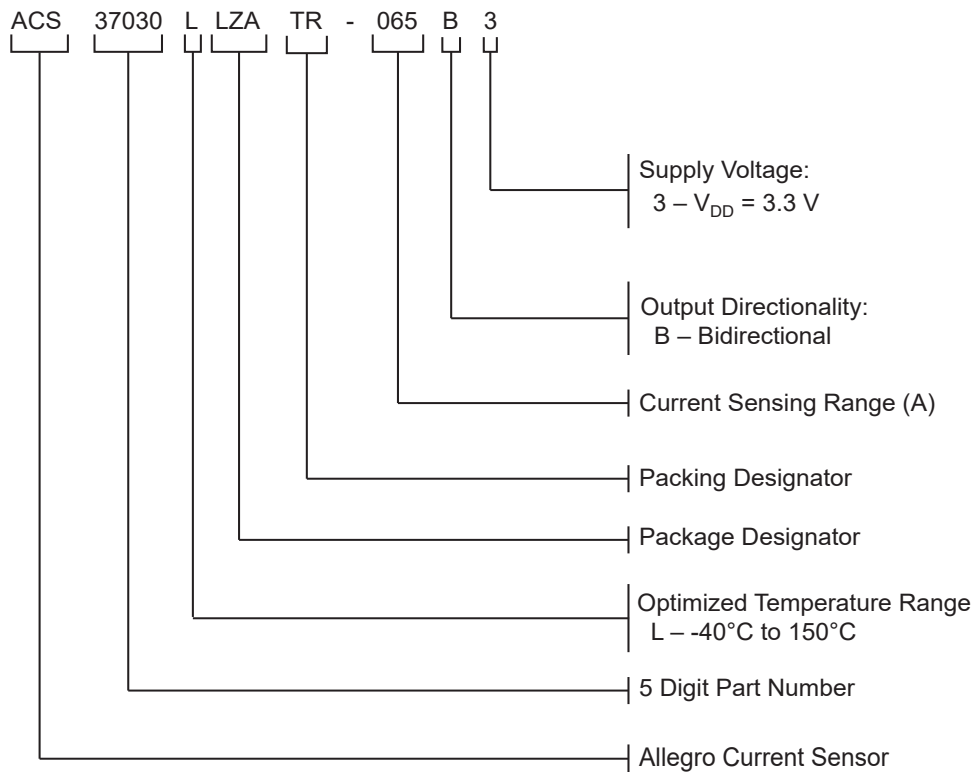 ACS 37030 L LZA TR - 065 B 3
Supply Voltage:
3 – VDD = 3.3 V
Output Directionality:
B – Bidirectional
Current Sensing Range (A)
Packing Designator
Package Designator
Optimized Temperature Range
L – -40°C to 150°C
5 Digit Part Number
Allegro Current Sensor